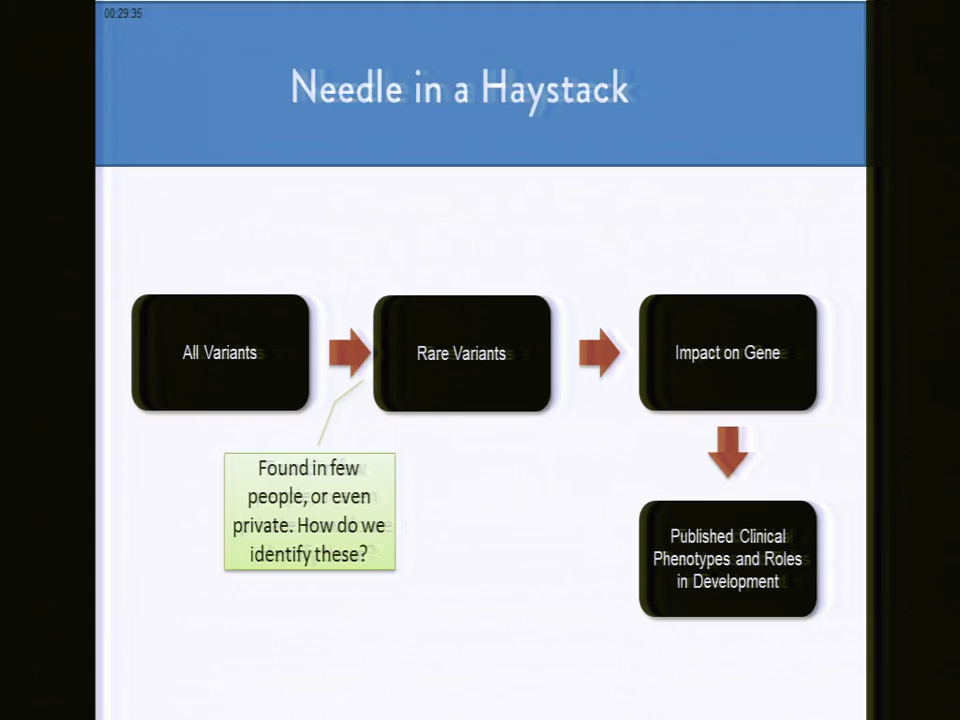 00:29:35
Needle in a Haystack
All Variants
Rare Variants
Impact on Gene
Found in few
people, or even
private. How do we
identify these?
Published Clinical
Phenotypes and Roles
in Development